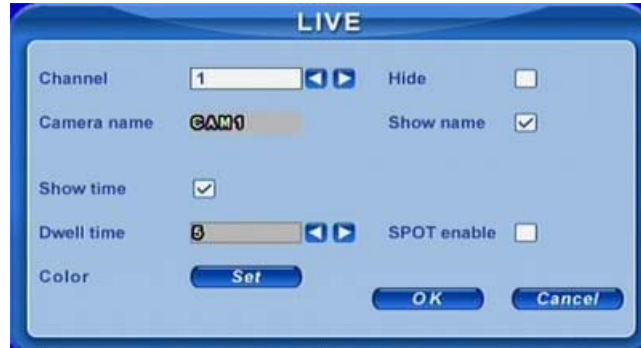 LIVE
Channel 1 Hide
Camera name CAM1 Show name
Show time
Dwell time 5 SPOT enable
Color Set
OK Cancel